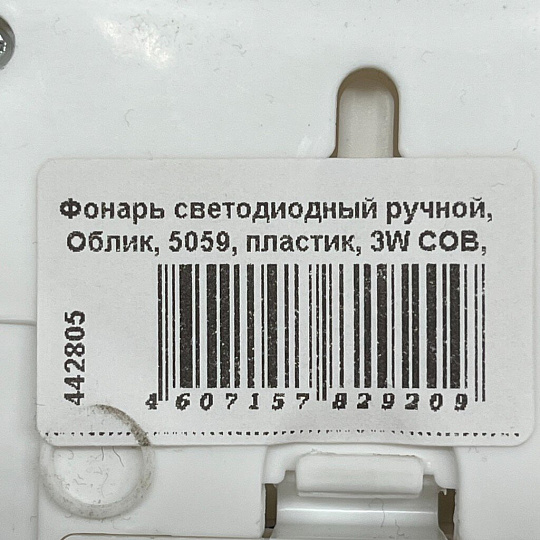 Фонарь светодиодный ручной,
Облик, 5059, пластик, 3W COB,
442805
4 607157 829209